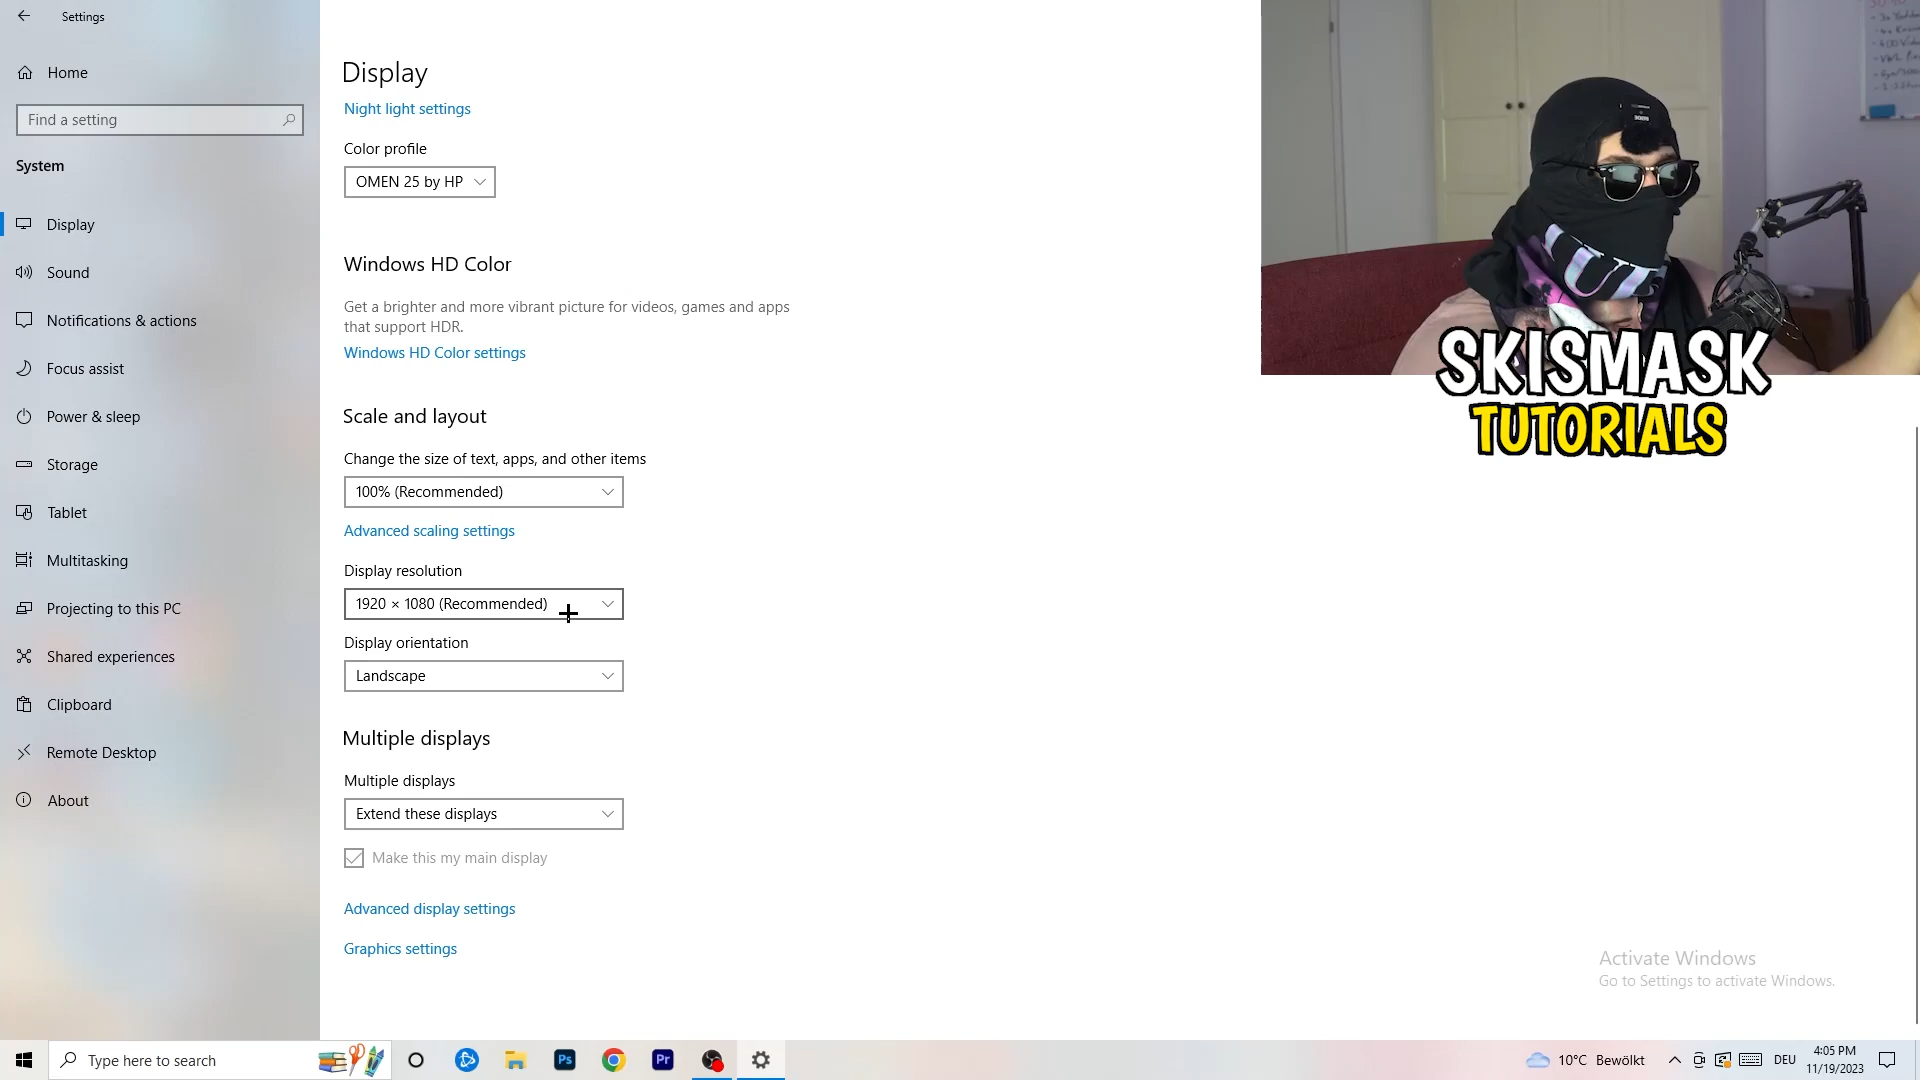 Settings
Home
Find a setting
System
Display
Sound
Notifications & actions
Focus assist
Power & sleep
Storage
Tablet
Multitasking
Projecting to this PC
Shared experiences
Clipboard
Remote Desktop
About
Display
Night light settings
Color profile
OMEN 25 by HP
Windows HD Color
Get a brighter and more vibrant picture for videos, games and apps
that support HDR.
Windows HD Color settings
Scale and layout
Change the size of text, apps, and other items
100% (Recommended)
Advanced scaling settings
Display resolution
1920 × 1080 (Recommended)
Display orientation
Landscape
Multiple displays
Multiple displays
Extend these displays
Make this my main display
Advanced display settings
Graphics settings
SKISMASK
TUTORIALS
Activate Windows
Go to Settings to activate Windows.
Type here to search
Ps
Pr
10°C Bewölkt
DEU
4:05 PM
11/19/2023